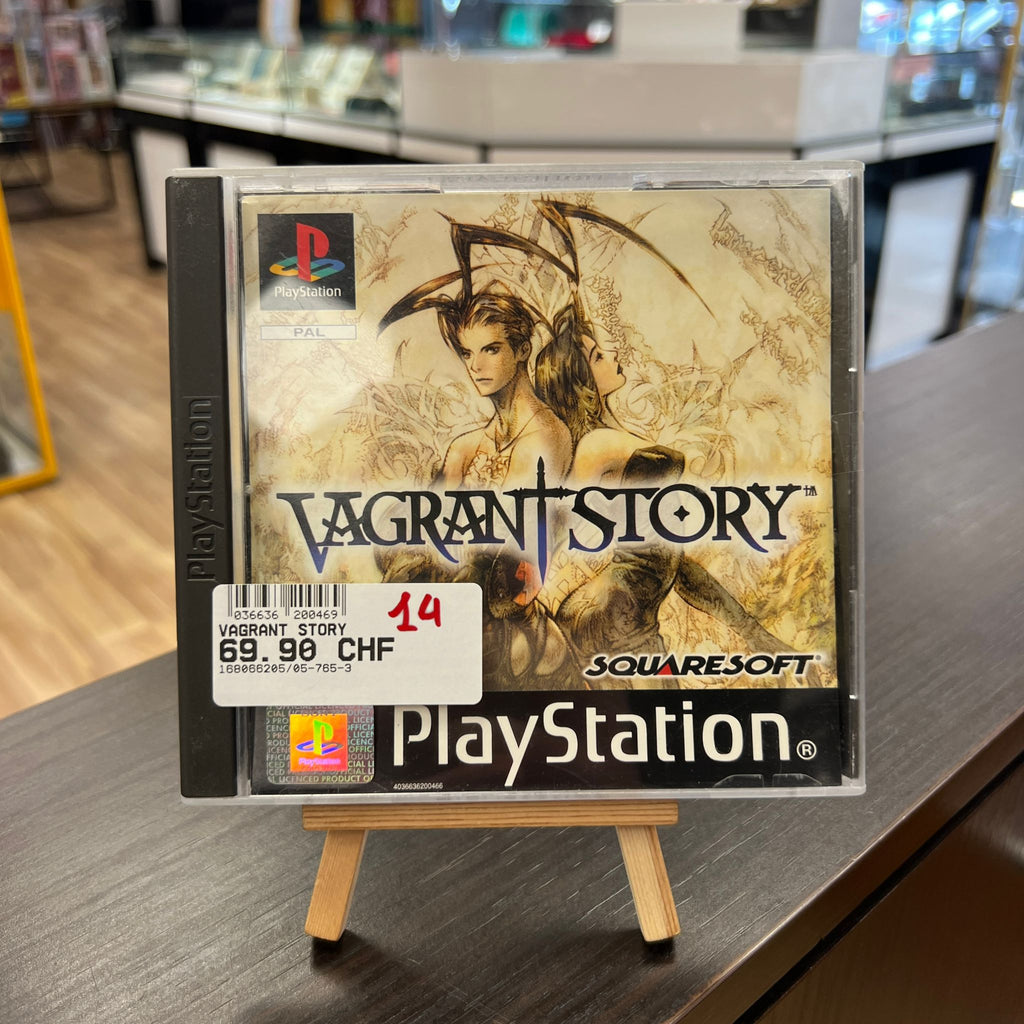 PlayStation
PAL
PlayStation
VAGRANT STORY™
036636 200469
14
VAGRANT STORY
69.90 CHF
168066205/05-765-3
SQUARESOFT®
PlayStation®
PlayStation
4036636200466